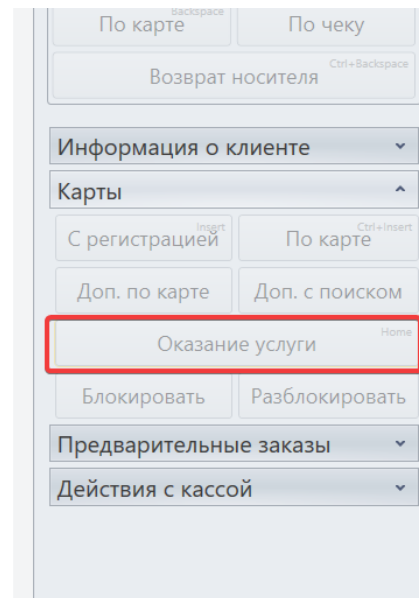 Backspace
По карте По чеку
Ctrl+Backspace
Возврат носителя
Информация о клиенте
Карты
Insert Ctrl+Insert
С регистрацией По карте
Доп. по карте Доп. с поиском
Home
Оказание услуги
Блокировать Разблокировать
Предварительные заказы
Действия с кассой